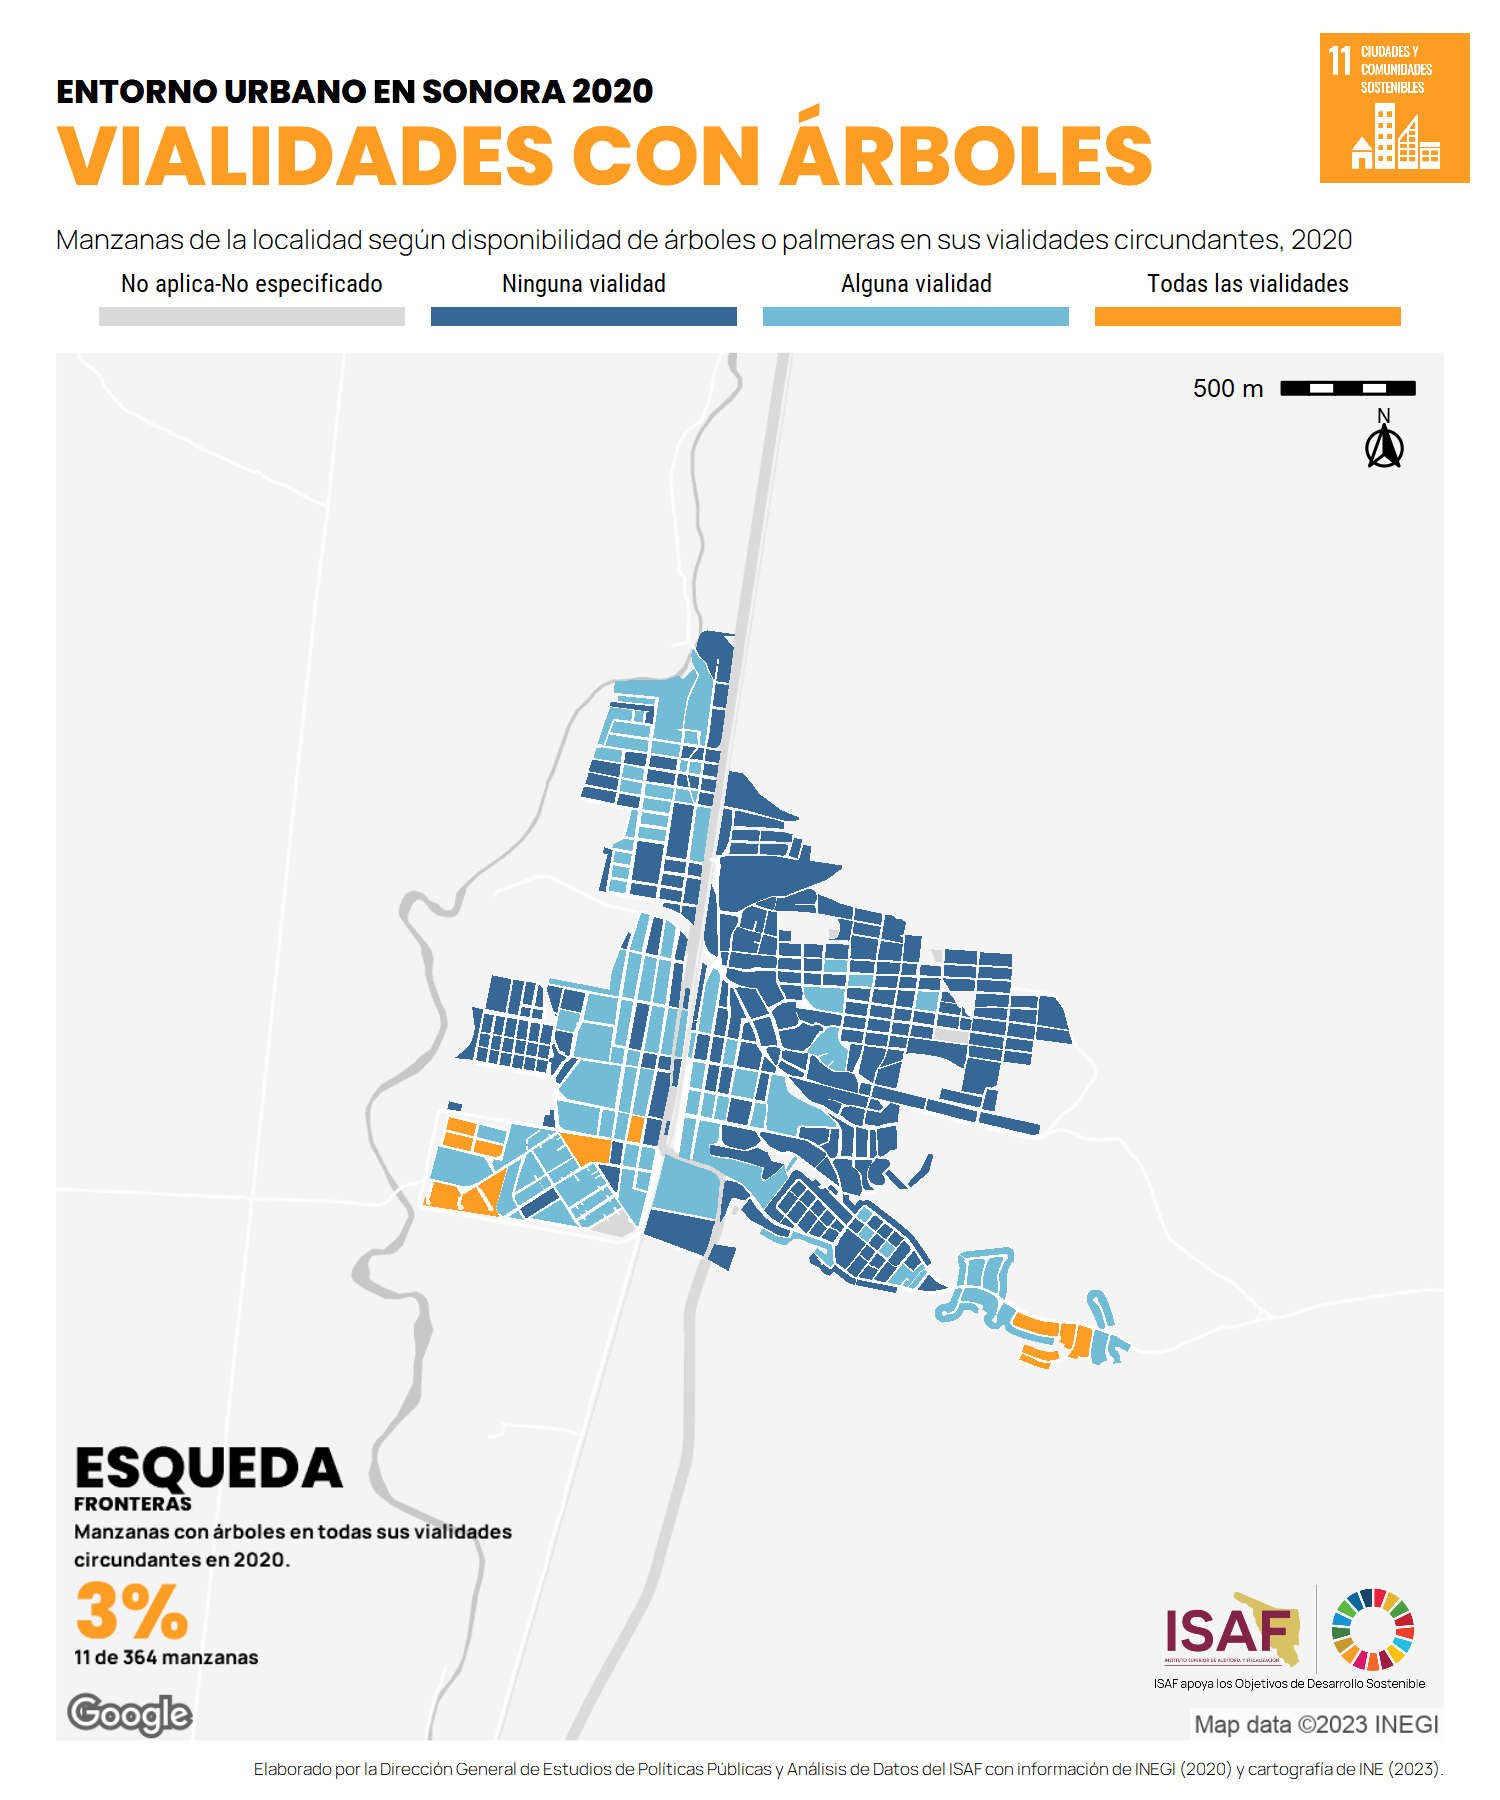 11 CIUDADES Y
COMUNIDADES
SOSTENIBLES
ENTORNO URBANO EN SONORA 2020
VIALIDADES CON ÁRBOLES
Manzanas de la localidad según disponibilidad de árboles o palmeras en sus vialidades circundantes, 2020
No aplica-No especificado
Ninguna vialidad
Alguna vialidad
Todas las vialidades
500 m
N
ESQUEDA
FRONTERAS
Manzanas con árboles en todas sus vialidades
circundantes en 2020.
3%
11 de 364 manzanas
Google
ISAF
INSTITUTO SUPERIOR DE AUDITORÍA Y FISCALIZACIÓN
ISAF apoya los Objetivos de Desarrollo Sostenible
Map data ©2023 INEGI
Elaborado por la Dirección General de Estudios de Políticas Públicas y Análisis de Datos del ISAF con información de INEGI (2020) y cartografía de INE (2023).